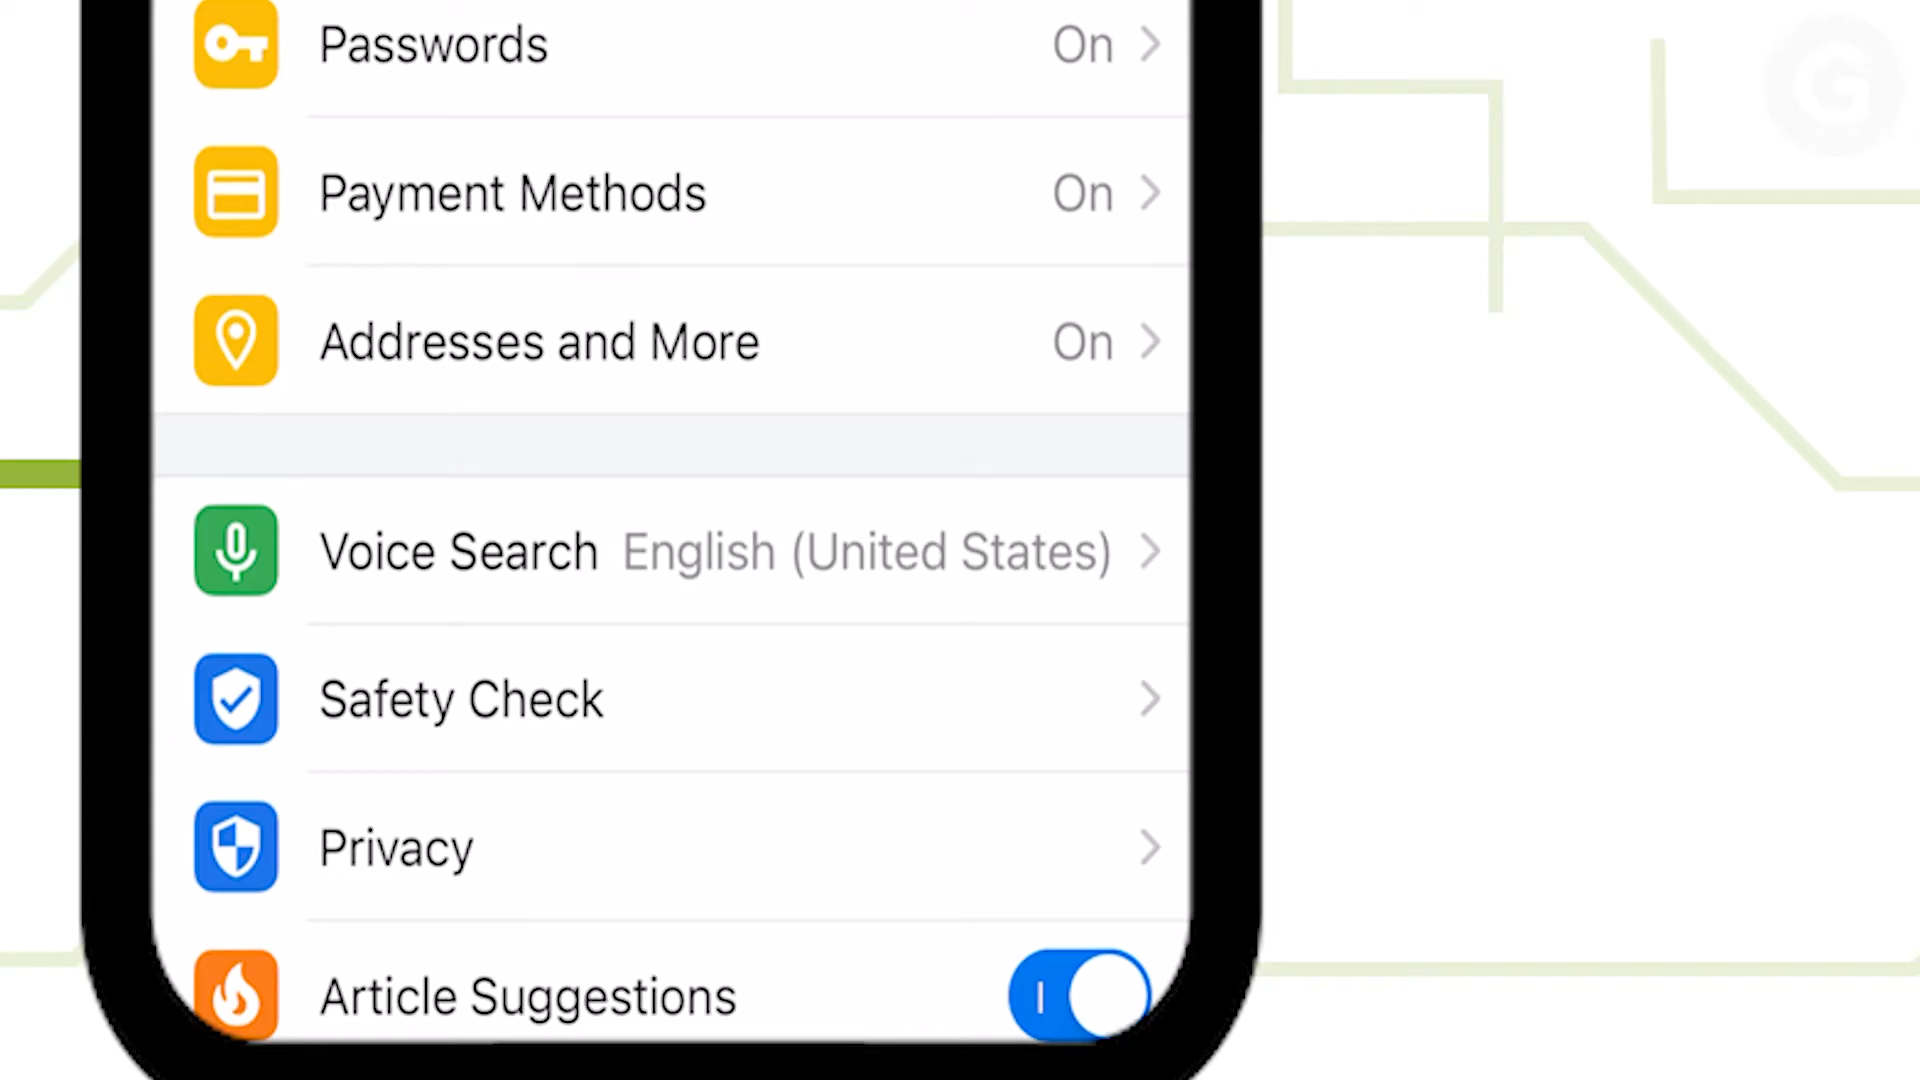 Passwords On
Payment Methods On
Addresses and More On
Voice Search English (United States)
Safety Check
Privacy
Article Suggestions
G